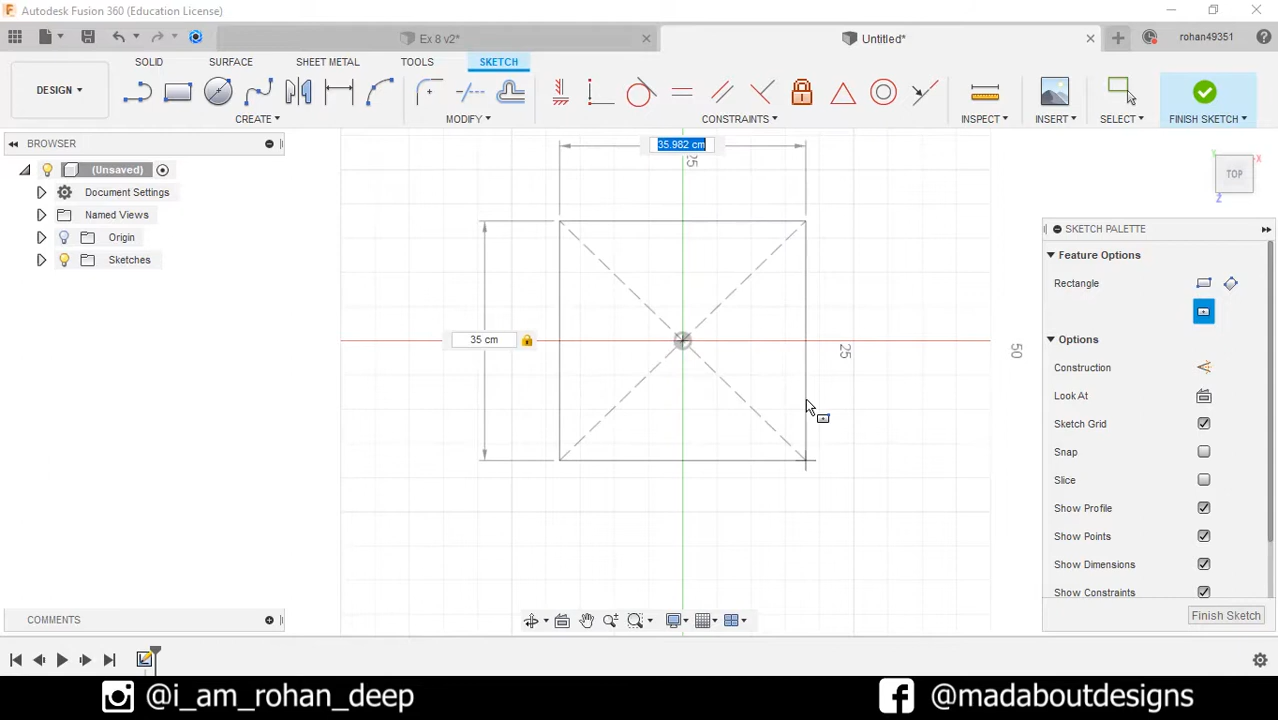 Autodesk Fusion 360 (Education License)
Ex 8 v2*
Untitled*
rohan49351
DESIGN
SOLID
SURFACE
SHEET METAL
TOOLS
SKETCH
CREATE
MODIFY
CONSTRAINTS
INSPECT
INSERT
SELECT
FINISH SKETCH
BROWSER
(Unsaved)
Document Settings
Named Views
Origin
Sketches
35.982 cm
25
35 cm
25
50
Y
X
TOP
Z
SKETCH PALETTE
Feature Options
Rectangle
Options
Construction
Look At
Sketch Grid
Snap
Slice
Show Profile
Show Points
Show Dimensions
Show Constraints
Finish Sketch
COMMENTS
@i_am_rohan_deep
@madaboutdesigns